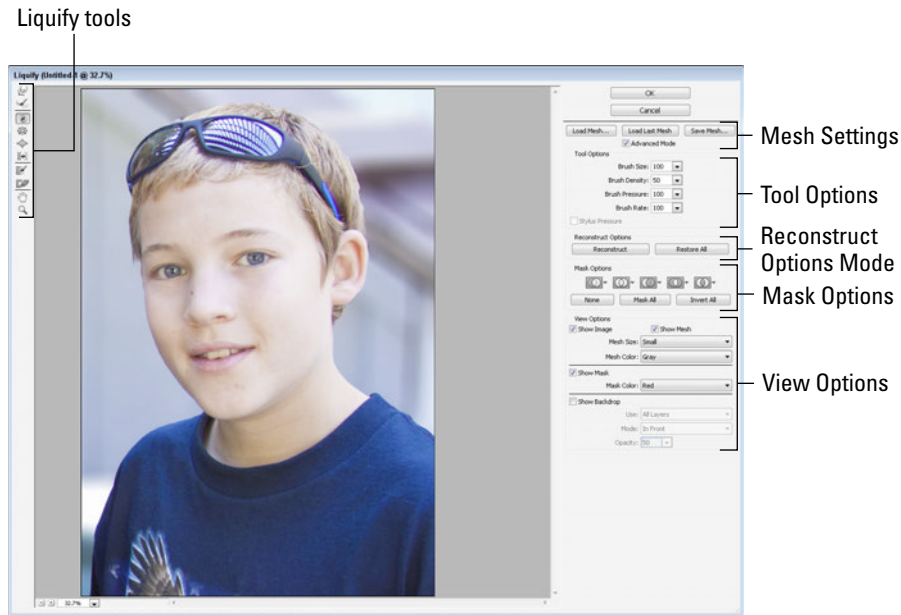 Liquify tools
Liquify (Untitled-1 @ 32.7%)
OK
Cancel
Load Mesh...
Load Last Mesh
Save Mesh...
Advanced Mode
Mesh Settings
Tool Options
Brush Size: 100
Brush Density: 50
Brush Pressure: 100
Brush Rate: 100
Stylus Pressure
Tool Options
Reconstruct Options
Reconstruct
Restore All
Reconstruct
Options Mode
Mask Options
None
Mask All
Invert All
Mask Options
View Options
Show Image
Show Mesh
Mesh Size: Small
Mesh Color: Gray
Show Mask
Mask Color: Red
Show Backdrop
Use: All Layers
Mode: In Front
Opacity: 50
View Options
32.7%